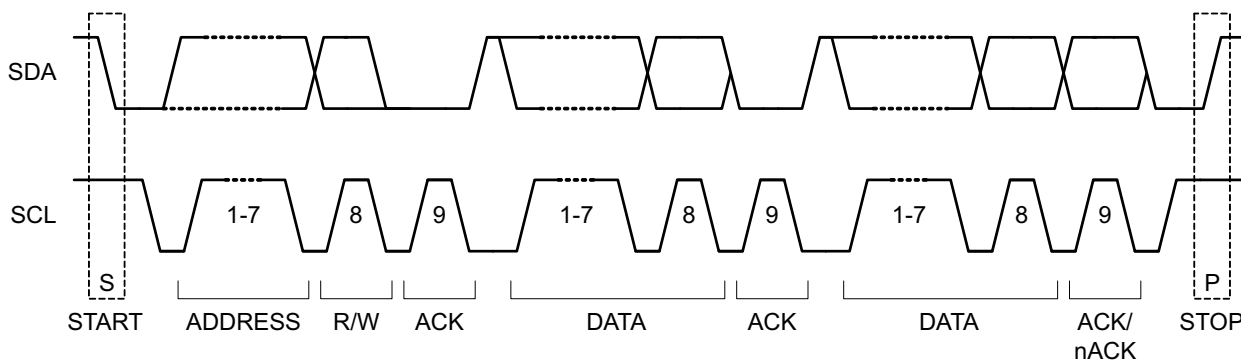 SDA
SCL
1-7 8 9 1-7 8 9 1-7 8 9
S P
START ADDRESS R/W ACK DATA ACK DATA ACK/ STOP
nACK